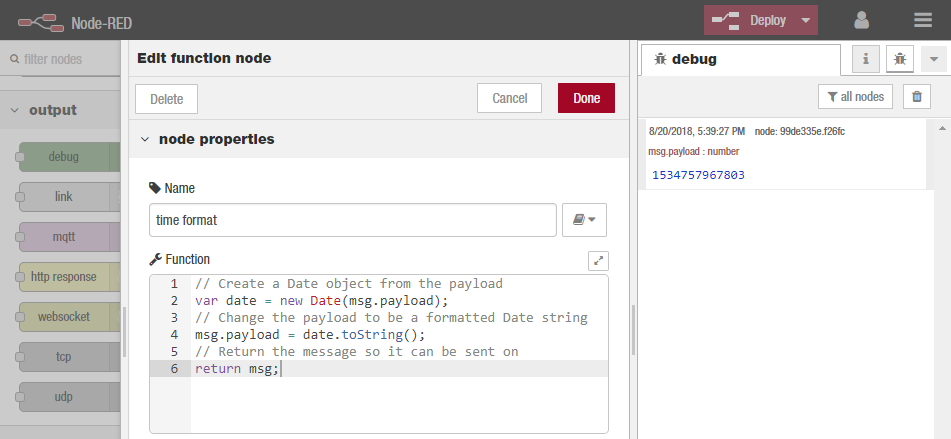 Node-RED
Deploy
filter nodes
output
debug
link
mqtt
http response
websocket
tcp
udp
Edit function node
Delete
Cancel
Done
node properties
Name
time format
Function
1 // Create a Date object from the payload
2 var date = new Date(msg.payload);
3 // Change the payload to be a formatted Date string
4 msg.payload = date.toString();
5 // Return the message so it can be sent on
6 return msg;
debug
i
all nodes
8/20/2018, 5:39:27 PM node: 99de335e.f26fc
msg.payload : number
1534757967803